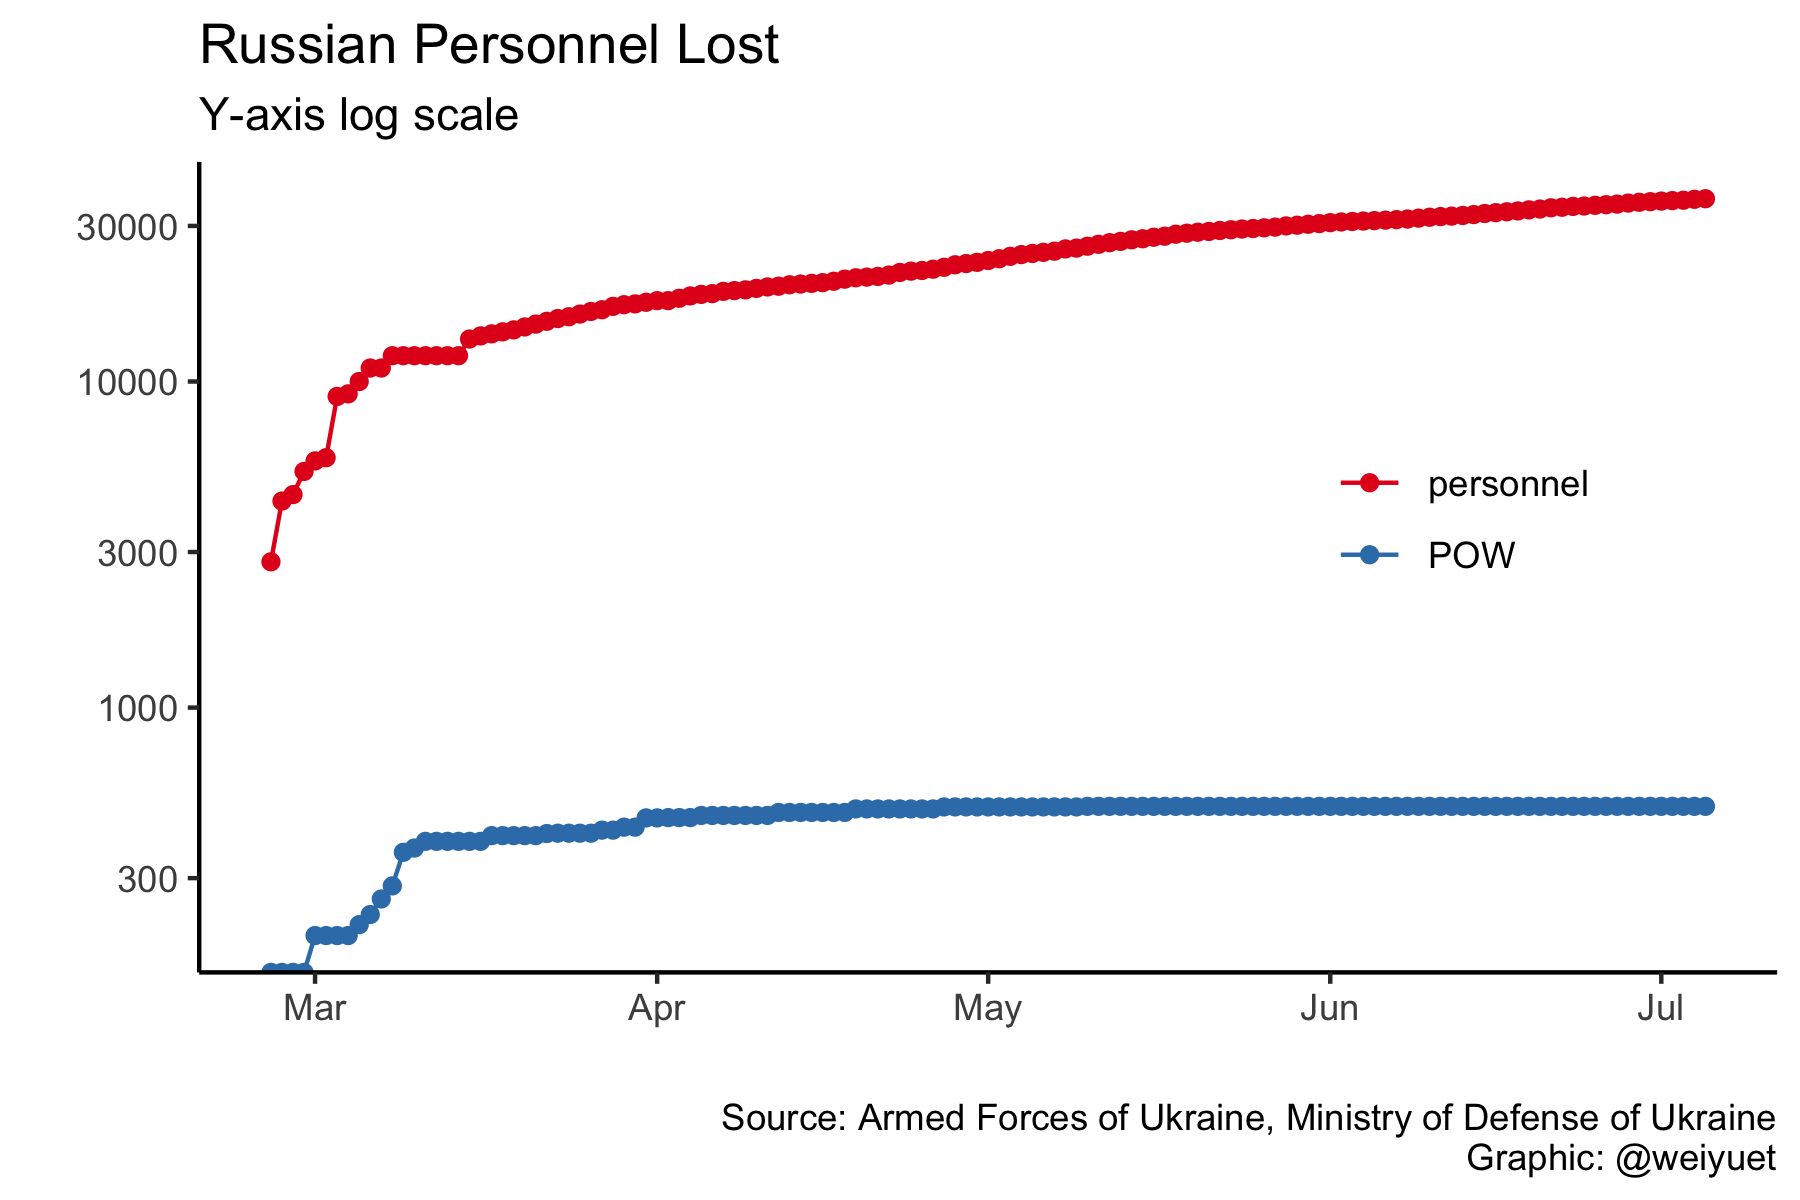 Russian Personnel Lost
Y-axis log scale
30000
10000
3000
1000
300
personnel
POW
Mar Apr May Jun Jul
Source: Armed Forces of Ukraine, Ministry of Defense of Ukraine
Graphic: @weiyuet